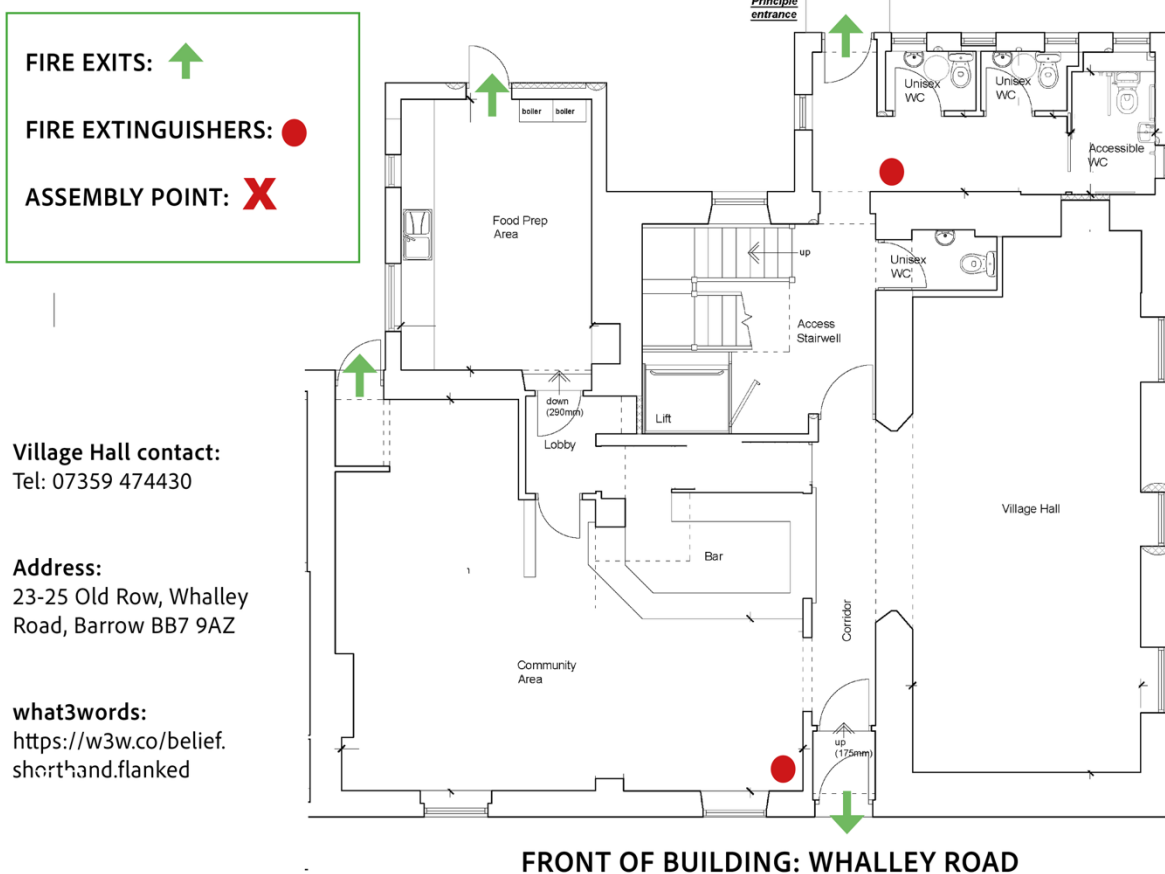 Principle
entrance
FIRE EXITS:
FIRE EXTINGUISHERS:
ASSEMBLY POINT: X
boiler boiler
Unisex
WC
Unisex
WC
Accessible
WC
Food Prep
Area
up
Unisex
WC
Access
Stairwell
Lift
down
(290mm)
Lobby
Village Hall contact:
Tel: 07359 474430
Village Hall
Bar
Address:
23-25 Old Row, Whalley
Road, Barrow BB7 9AZ
Corridor
Community
Area
what3words:
https://w3w.co/belief.
shorthand.flanked
up
(175mm)
FRONT OF BUILDING: WHALLEY ROAD